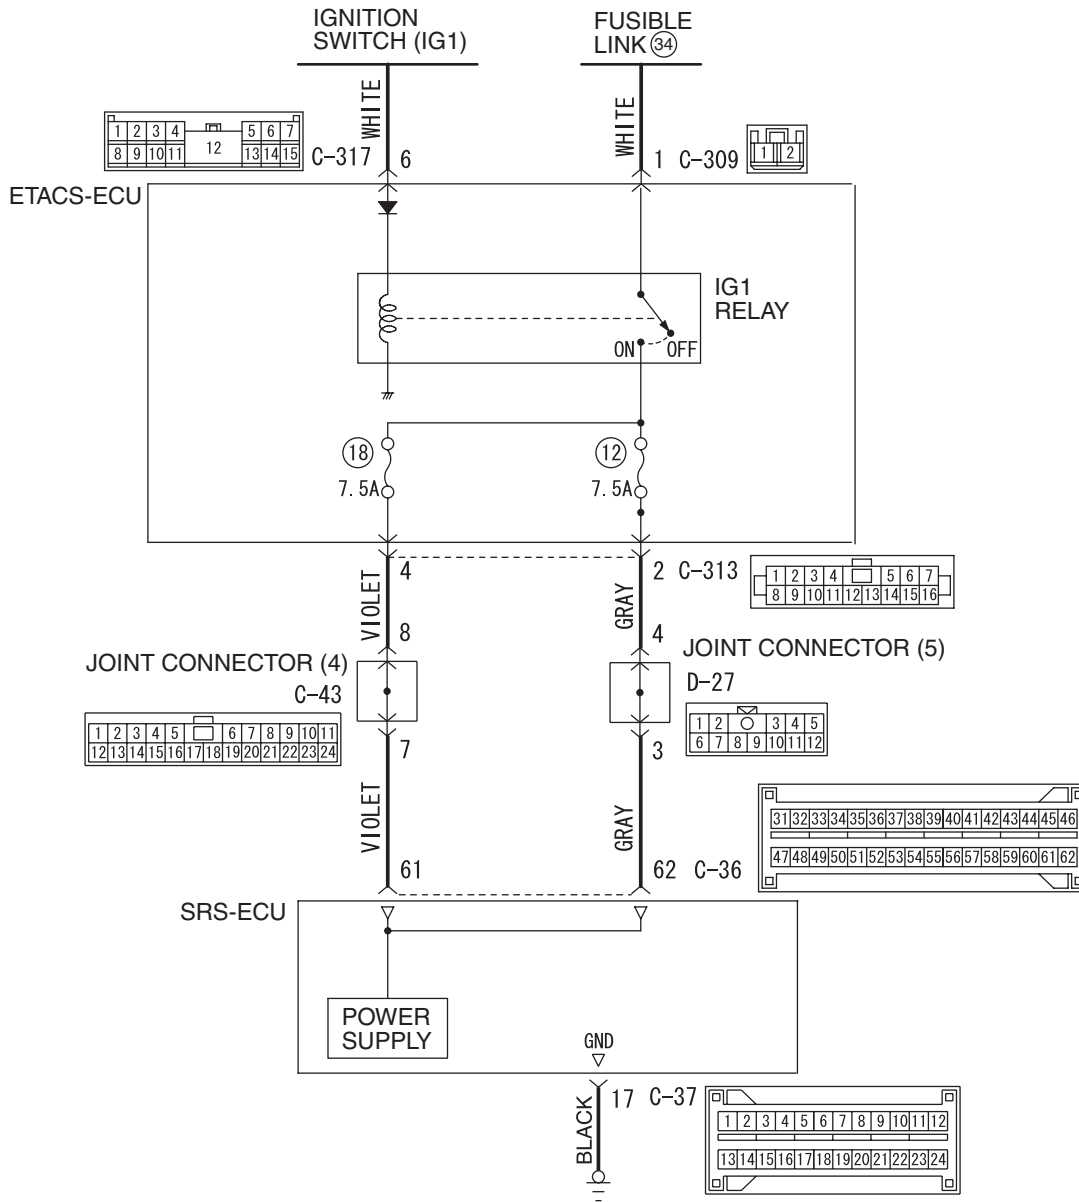 IGNITION
SWITCH (IG1)
FUSIBLE
LINK 34
WHITE
WHITE
1 2 3 4 5 6 7
8 9 10 11 12 13 14 15
C-317 6
1 C-309
1 2
ETACS-ECU
IG1
RELAY
ON OFF
18
7.5A
12
7.5A
4
2 C-313
1 2 3 4 5 6 7
8 9 10 11 12 13 14 15 16
VIOLET
GRAY
8
4
JOINT CONNECTOR (4)
C-43
JOINT CONNECTOR (5)
D-27
1 2 3 4 5 6 7 8 9 10 11
12 13 14 15 16 17 18 19 20 21 22 23 24
1 2 3 4 5
6 7 8 9 10 11 12
7
3
VIOLET
GRAY
31 32 33 34 35 36 37 38 39 40 41 42 43 44 45 46
47 48 49 50 51 52 53 54 55 56 57 58 59 60 61 62
61
62 C-36
SRS-ECU
POWER
SUPPLY
GND
BLACK
17 C-37
1 2 3 4 5 6 7 8 9 10 11 12
13 14 15 16 17 18 19 20 21 22 23 24